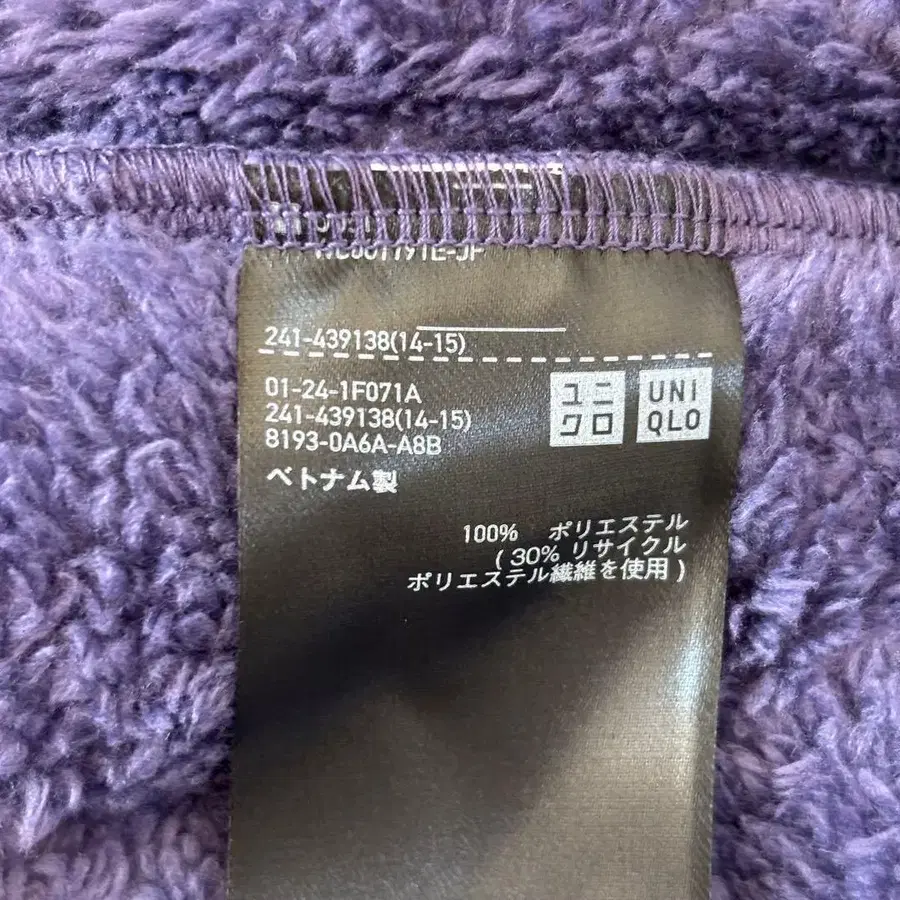 241-439138(14-15)
01-24-1F071A
241-439138(14-15)
8193-0A6A-A8B
ベトナム製
ユニ
クロ
UNI
QLO
100% ポリエステル
( 30% リサイクル
ポリエステル繊維を使用 )